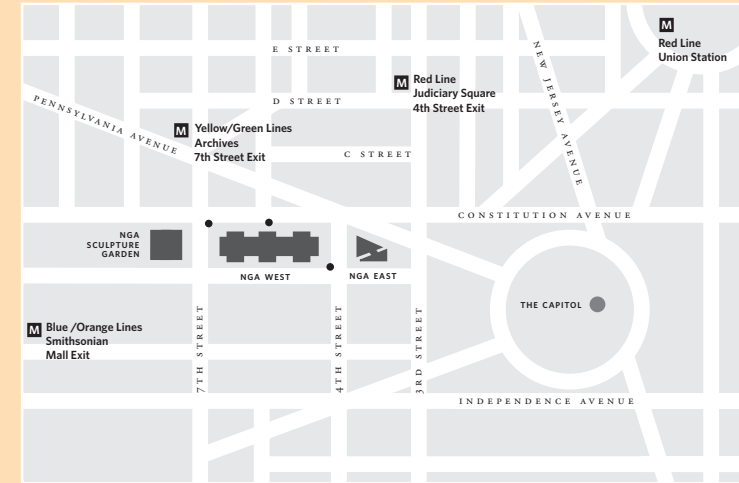 E STREET
M
Red Line
Union Station
NEW JERSEY AVENUE
M
Red Line
Judiciary Square
4th Street Exit
D STREET
PENNSYLVANIA AVENUE
M
Yellow/Green Lines
Archives
7th Street Exit
C STREET
CONSTITUTION AVENUE
NGA
SCULPTURE
GARDEN
NGA WEST
NGA EAST
THE CAPITOL
M
Blue /Orange Lines
Smithsonian
Mall Exit
7TH STREET
4TH STREET
3RD STREET
INDEPENDENCE AVENUE